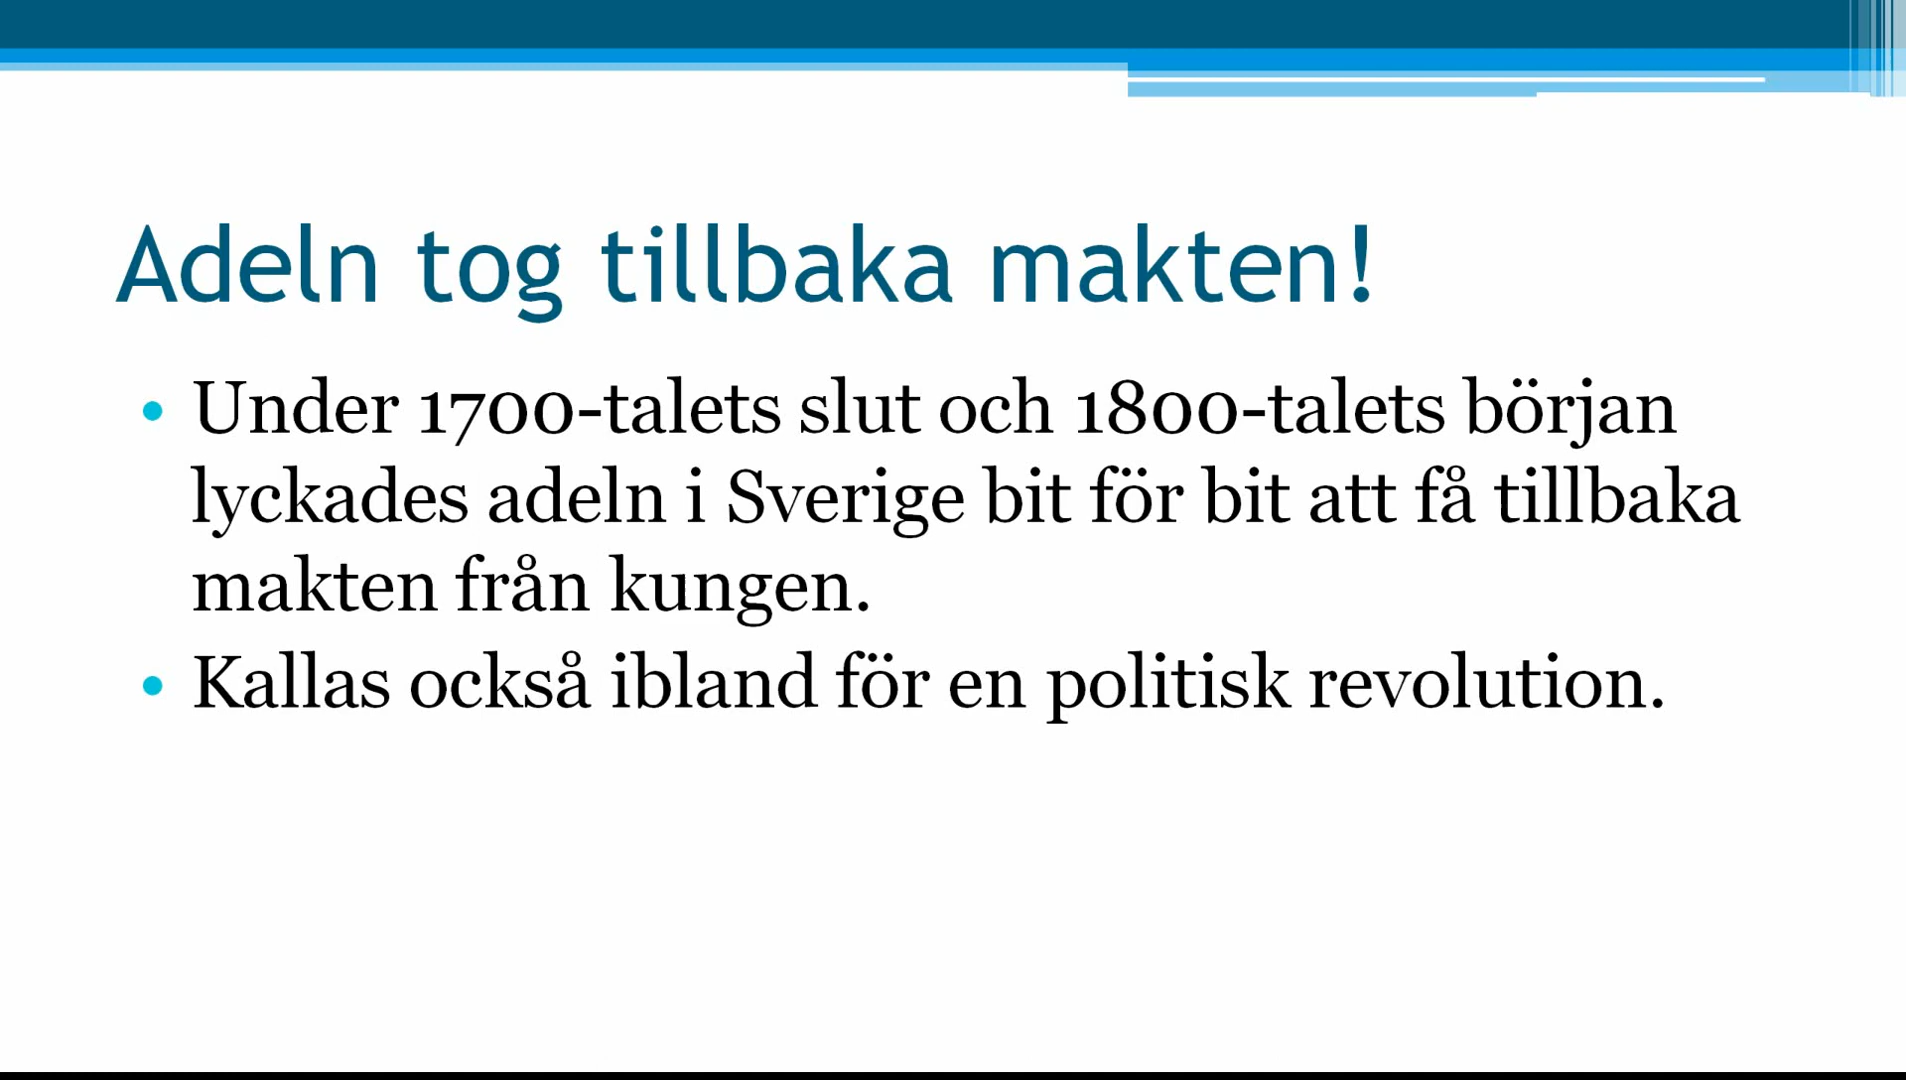 Adeln tog tillbaka makten!
• Under 1700-talets slut och 1800-talets början
lyckades adeln i Sverige bit för bit att få tillbaka
makten från kungen.
• Kallas också ibland för en politisk revolution.